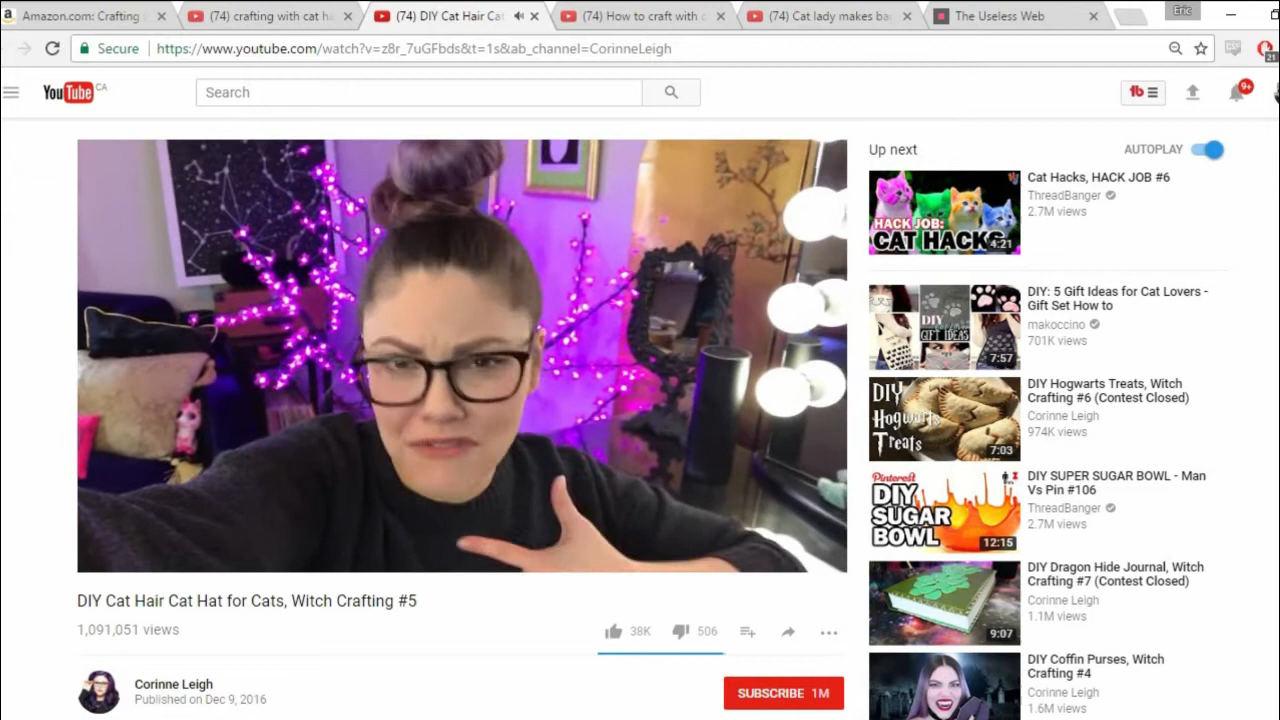 Amazon.com: Crafting
(74) crafting with cat ha
(74) DIY Cat Hair Cat
(74) How to craft with
(74) Cat lady makes ba
The Useless Web
Eric
Secure
https://www.youtube.com/watch?v=z8r_7uGFbds&t=1s&ab_channel=CorinneLeigh
21
YouTube CA
Search
tb
9+
Up next
AUTOPLAY
HACK JOB:
CAT HACKS
4:21
Cat Hacks, HACK JOB #6
ThreadBanger
2.7M views
DIY
GIFT IDEAS
7:57
DIY: 5 Gift Ideas for Cat Lovers -
Gift Set How to
makoccino
701K views
DIY
Hogwarts
Treats
7:03
DIY Hogwarts Treats, Witch
Crafting #6 (Contest Closed)
Corinne Leigh
974K views
Pinterest
DIY
SUGAR
BOWL
12:15
DIY SUPER SUGAR BOWL - Man
Vs Pin #106
ThreadBanger
2.7M views
9:07
DIY Dragon Hide Journal, Witch
Crafting #7 (Contest Closed)
Corinne Leigh
1.1M views
DIY Coffin Purses, Witch
Crafting #4
Corinne Leigh
1.6M views
DIY Cat Hair Cat Hat for Cats, Witch Crafting #5
1,091,051 views
38K
506
Corinne Leigh
Published on Dec 9, 2016
SUBSCRIBE 1M